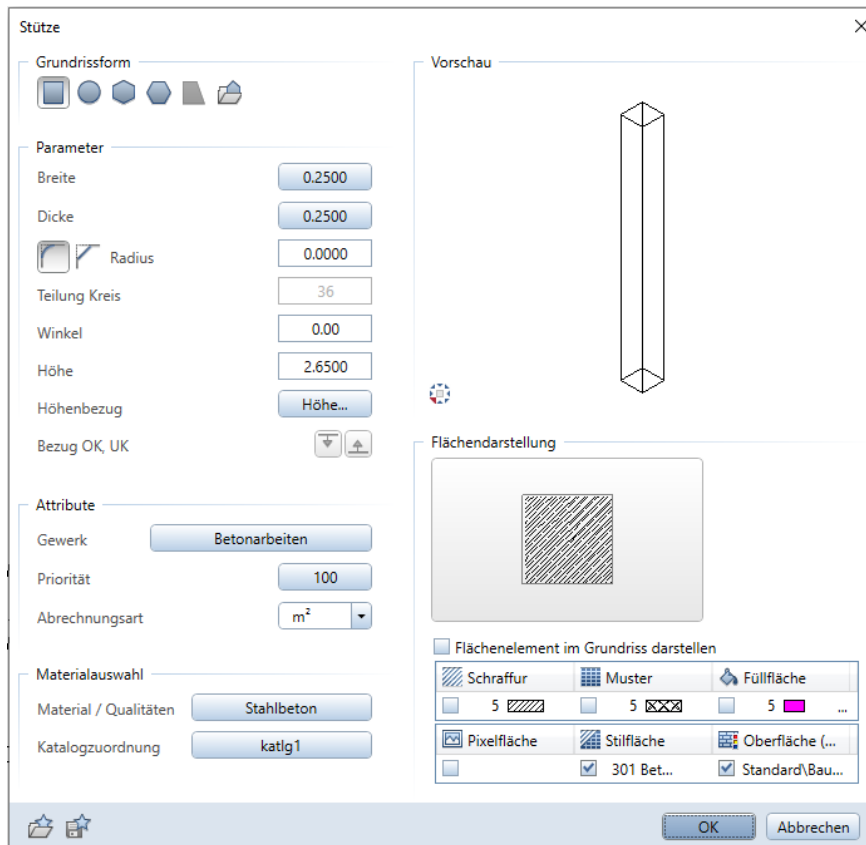 Stütze
Grundrissform
Parameter
Breite 0.2500
Dicke 0.2500
Radius 0.0000
Teilung Kreis 36
Winkel 0.00
Höhe 2.6500
Höhenbezug Höhe...
Bezug OK, UK
Attribute
Gewerk Betonarbeiten
Priorität 100
Abrechnungsart m²
Materialauswahl
Material / Qualitäten Stahlbeton
Katalogzuordnung katlg1
Vorschau
Flächendarstellung
Flächenelement im Grundriss darstellen
Schraffur Muster Füllfläche
5 5 5 ...
Pixelfläche Stilfläche Oberfläche (...
301 Bet... Standard\Bau...
OK Abbrechen